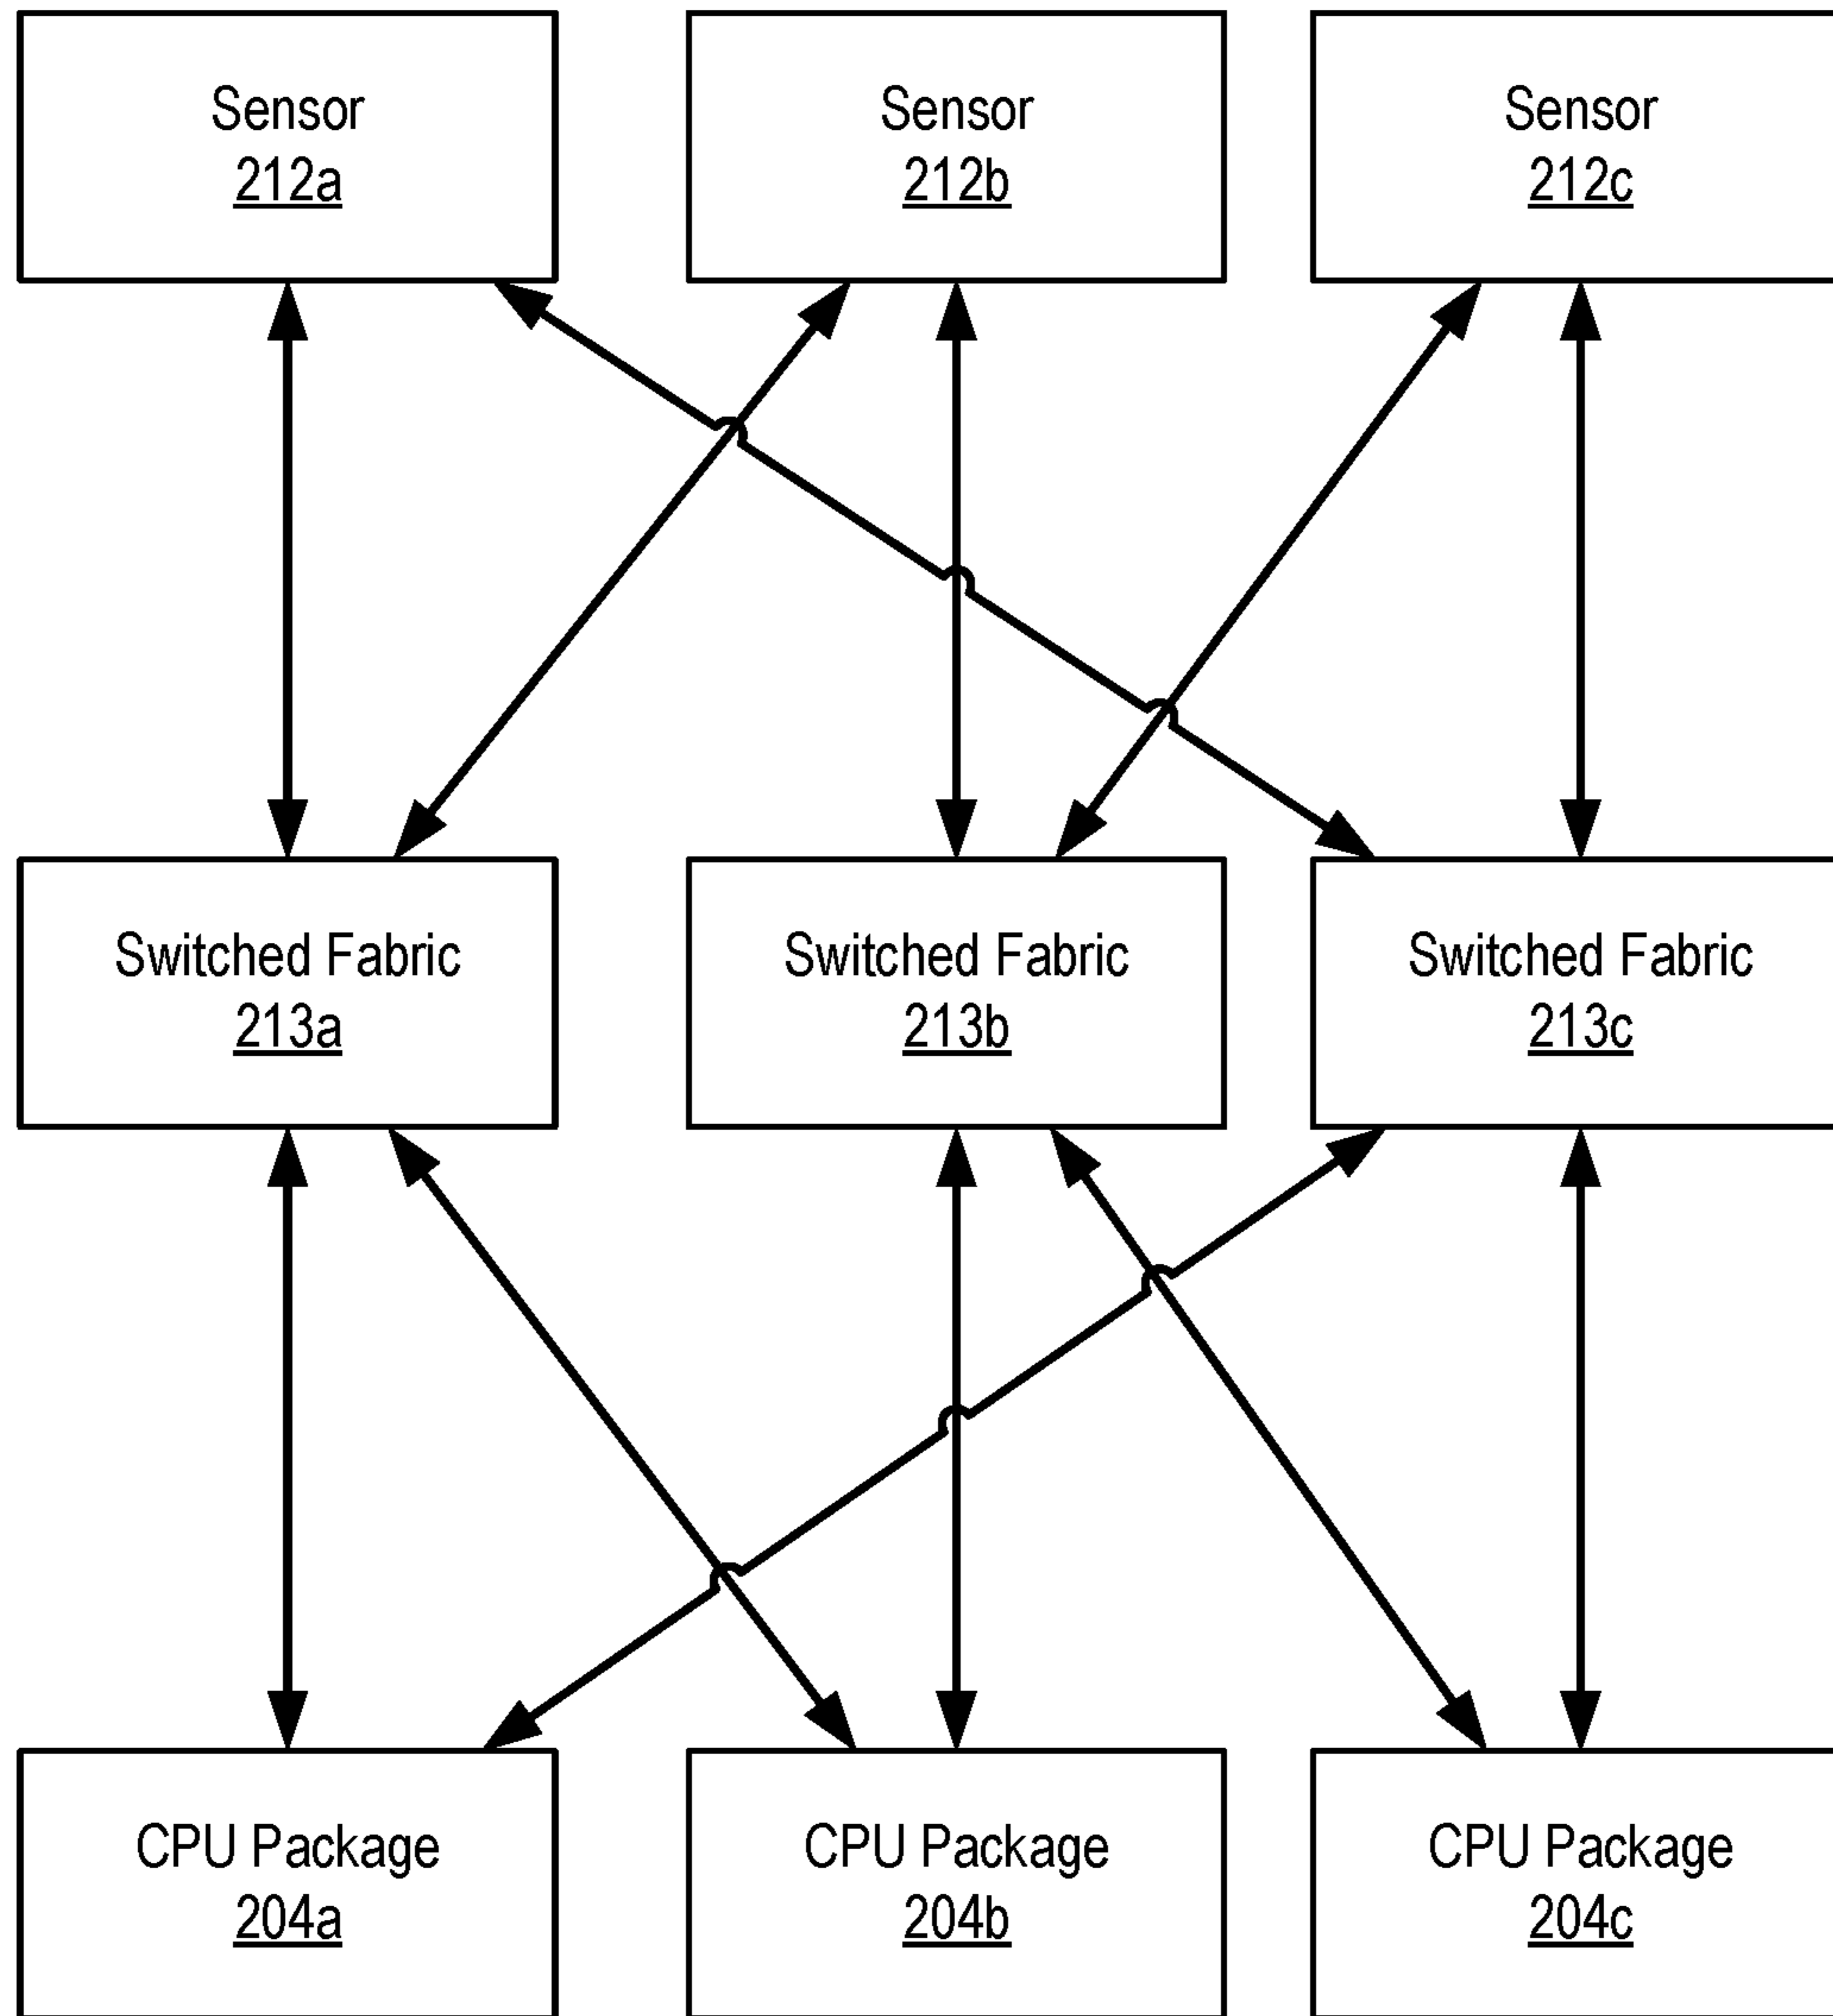 Sensor
212a
Sensor
212b
Sensor
212c
Switched Fabric
213a
Switched Fabric
213b
Switched Fabric
213c
CPU Package
204a
CPU Package
204b
CPU Package
204c